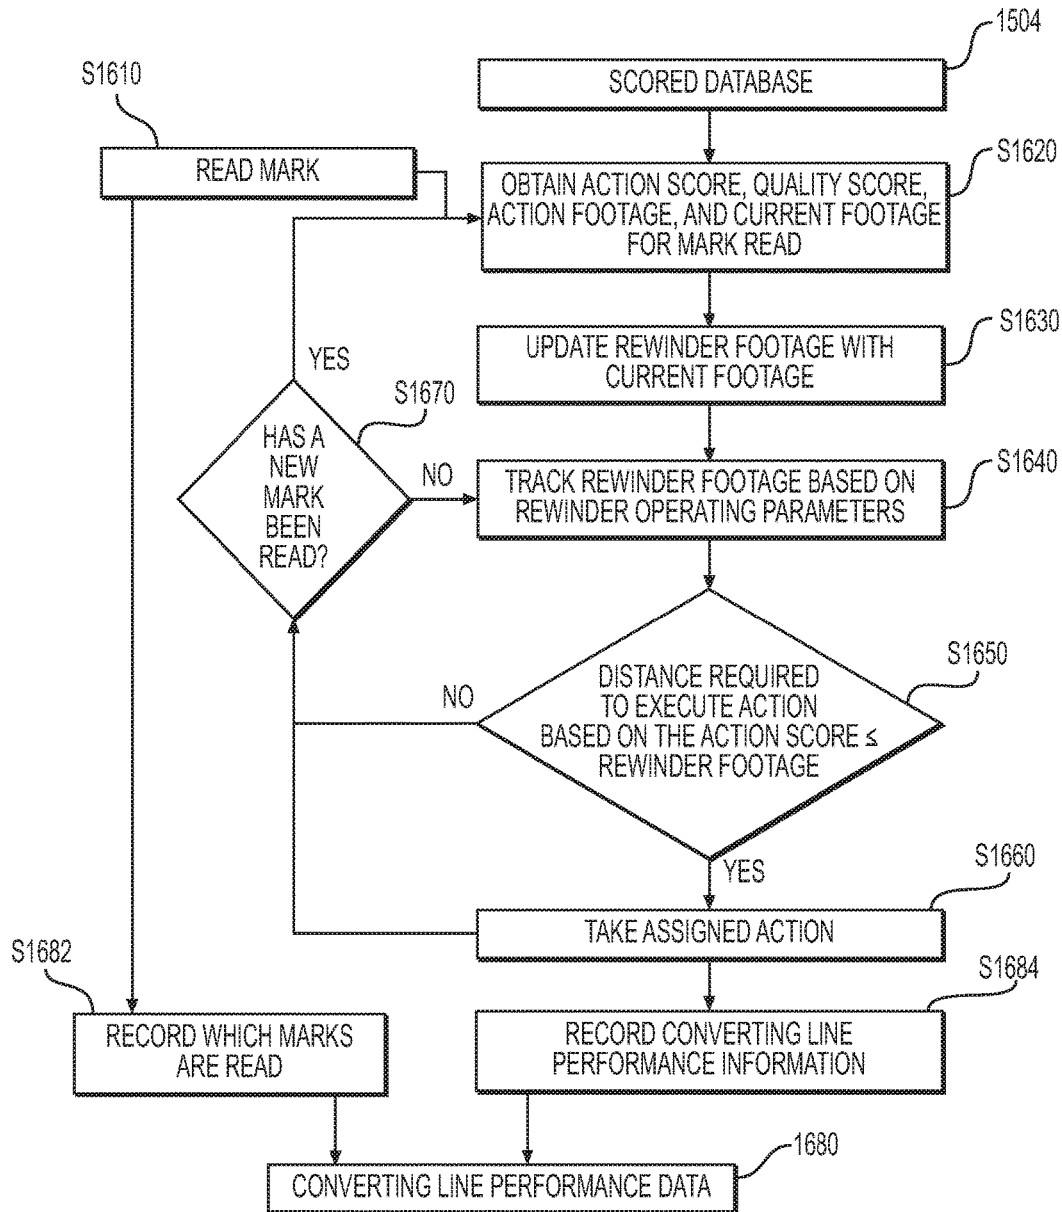 1504
SCORED DATABASE
S1610
READ MARK
S1620
OBTAIN ACTION SCORE, QUALITY SCORE,
ACTION FOOTAGE, AND CURRENT FOOTAGE
FOR MARK READ
S1630
UPDATE REWINDER FOOTAGE WITH
CURRENT FOOTAGE
YES
S1670
HAS A
NEW
MARK
BEEN
READ?
NO
S1640
TRACK REWINDER FOOTAGE BASED ON
REWINDER OPERATING PARAMETERS
S1650
DISTANCE REQUIRED
TO EXECUTE ACTION
BASED ON THE ACTION SCORE ≤
REWINDER FOOTAGE
NO
YES
S1660
TAKE ASSIGNED ACTION
S1682
RECORD WHICH MARKS
ARE READ
S1684
RECORD CONVERTING LINE
PERFORMANCE INFORMATION
1680
CONVERTING LINE PERFORMANCE DATA